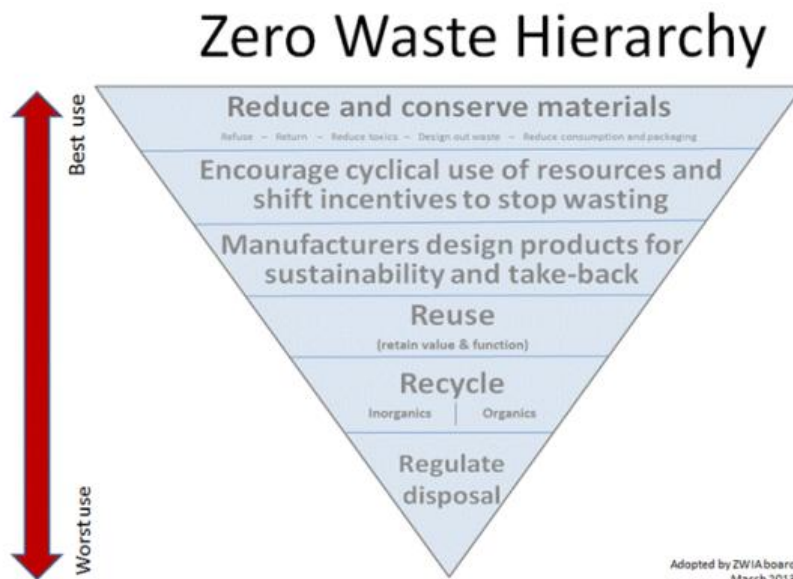 Zero Waste Hierarchy
Best use
Reduce and conserve materials
Refuse – Return – Reduce toxics – Design out waste – Reduce consumption and packaging
Encourage cyclical use of resources and
shift incentives to stop wasting
Manufacturers design products for
sustainability and take-back
Reuse
(retain value & function)
Recycle
Inorganics | Organics
Regulate
disposal
Worst use
Adopted by ZWIA board
March 2013